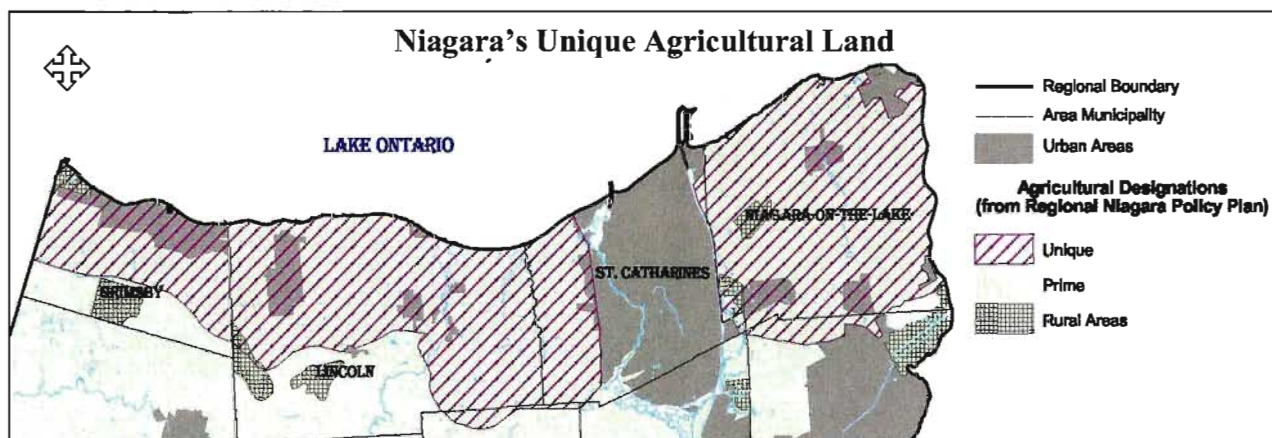 Niagara's Unique Agricultural Land
LAKE ONTARIO
Regional Boundary
Area Municipality
Urban Areas
Agricultural Designations
(from Regional Niagara Policy Plan)
Unique
Prime
Rural Areas
NIAGARA-ON-THE-LAKE
ST. CATHARINES
GRIMSBY
LINCOLN